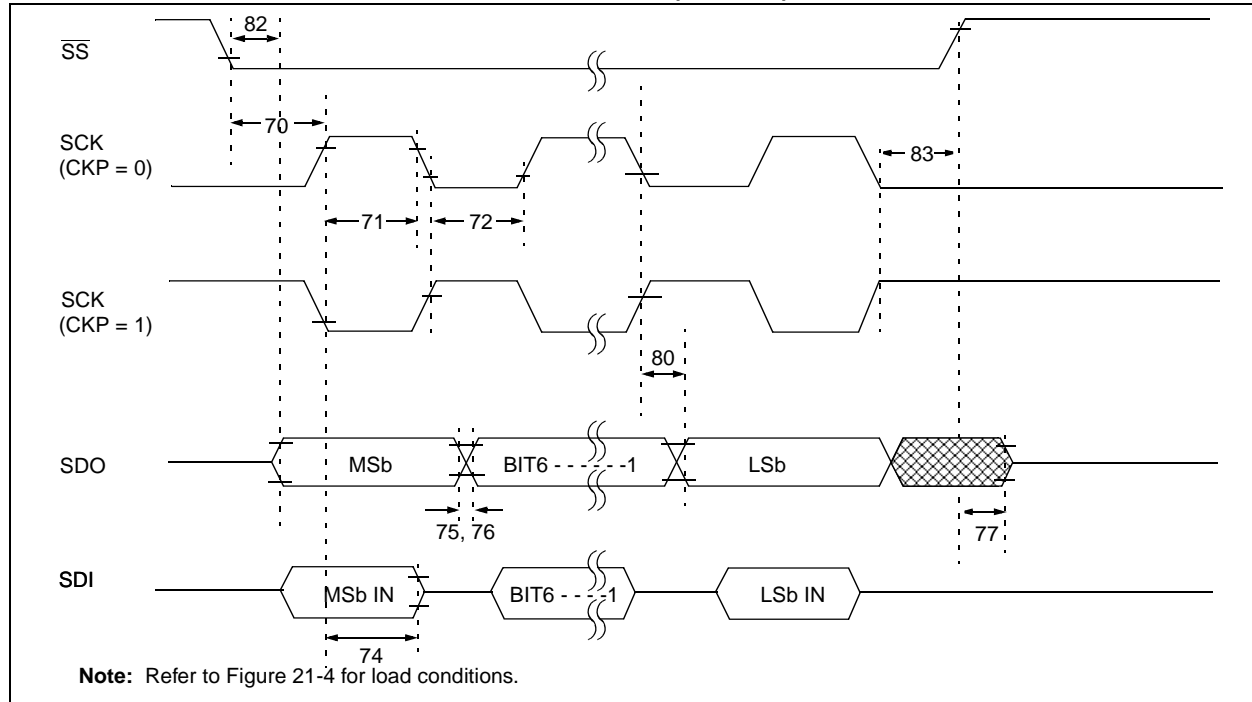 82
SS
70
SCK
(CKP = 0)
83
71
72
SCK
(CKP = 1)
80
SDO
MSb
BIT6 - - - - - -1
LSb
75, 76
77
SDI
MSb IN
BIT6 - - - - -1
LSb IN
74
Note: Refer to Figure 21-4 for load conditions.